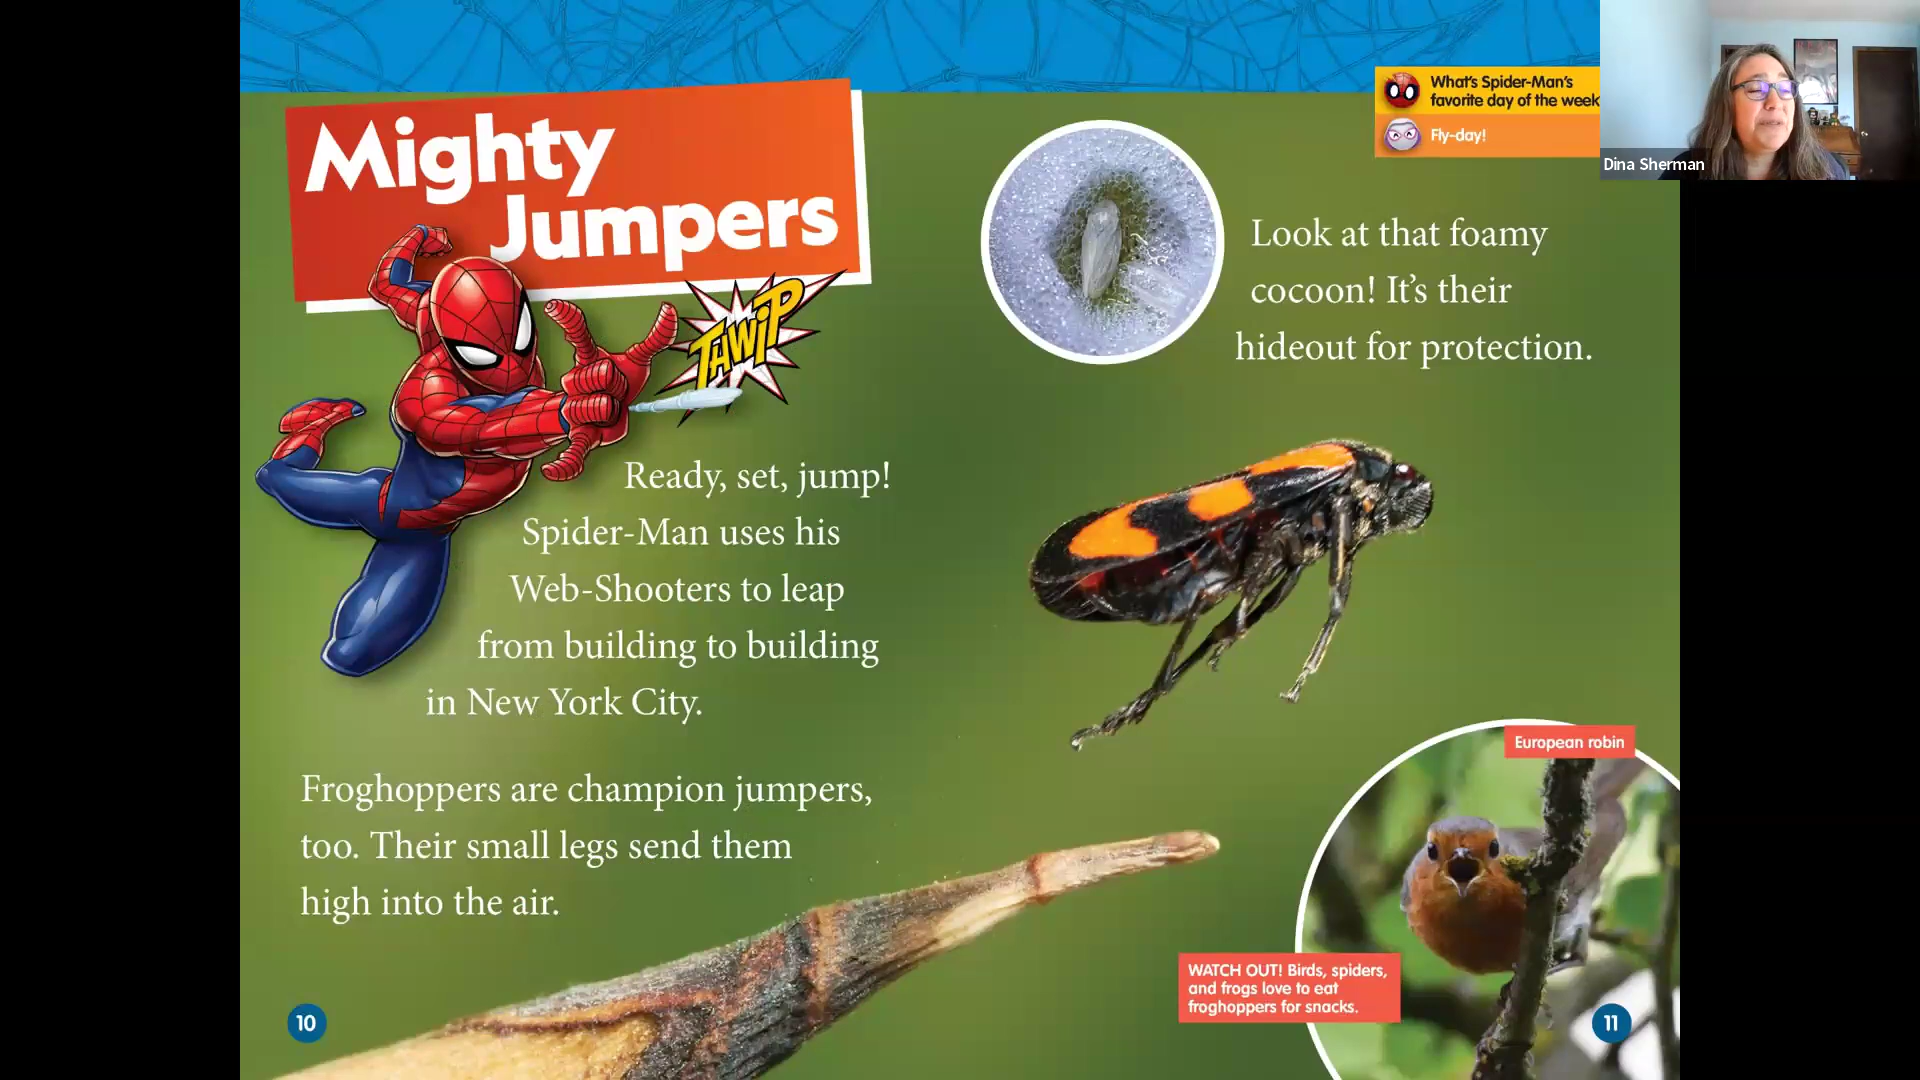 Mighty
Jumpers
THWIP
Ready, set, jump!
Spider-Man uses his
Web-Shooters to leap
from building to building
in New York City.
Froghoppers are champion jumpers,
too. Their small legs send them
high into the air.
10
What's Spider-Man's
favorite day of the week
Fly-day!
Dina Sherman
Look at that foamy
cocoon! It's their
hideout for protection.
European robin
WATCH OUT! Birds, spiders,
and frogs love to eat
froghoppers for snacks.
11